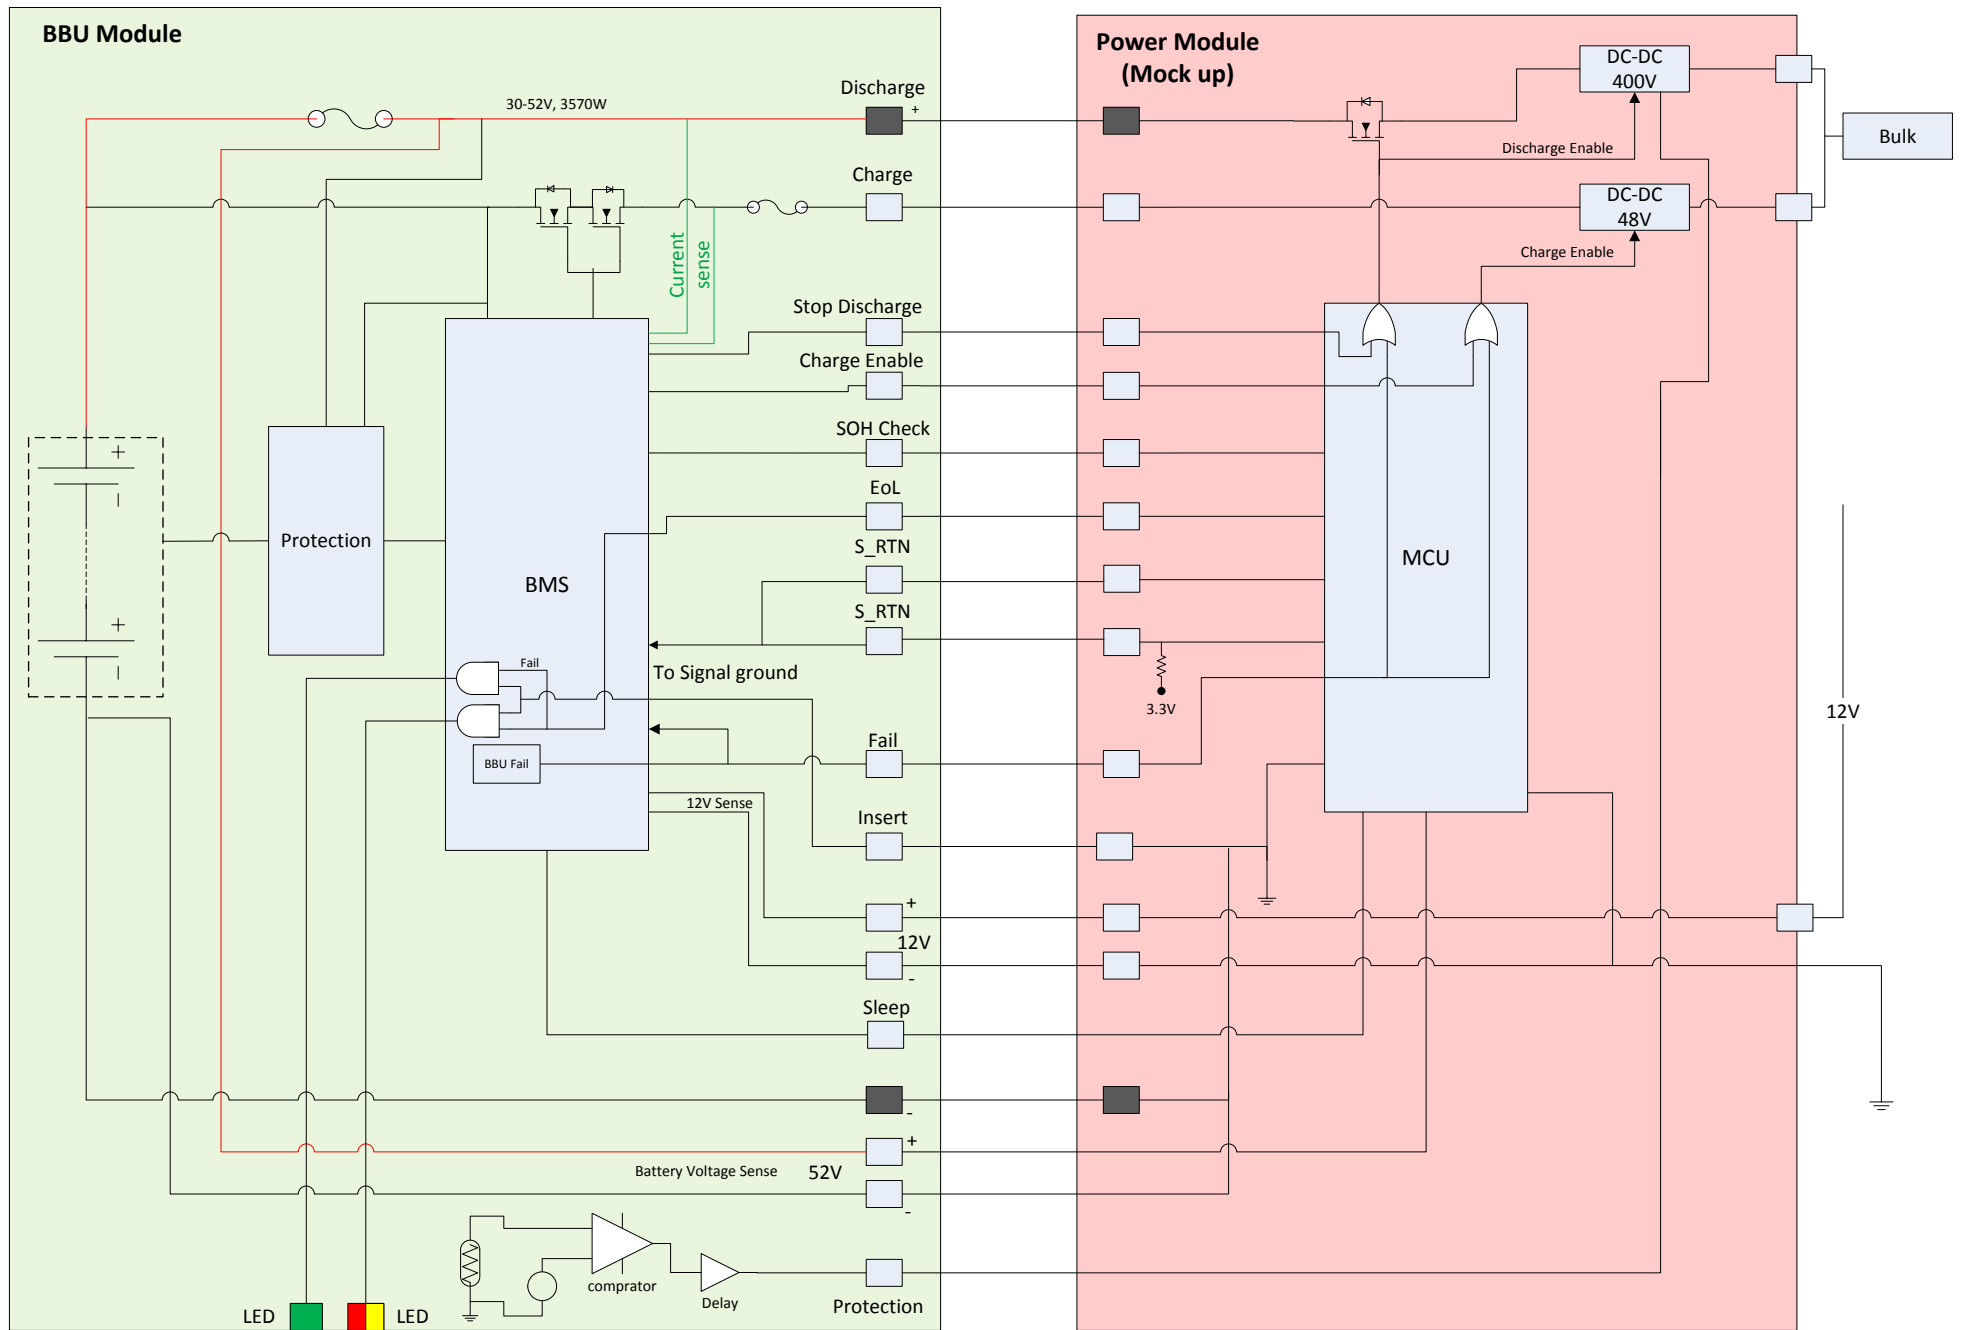 BBU Module
Discharge
+
30-52V, 3570W
Charge
Current
sense
Stop Discharge
Charge Enable
SOH Check
EoL
S_RTN
S_RTN
To Signal ground
+
–
+
–
Protection
BMS
Fail
BBU Fail
Fail
12V Sense
Insert
+
12V
-
Sleep
-
+
Battery Voltage Sense
52V
-
comprator
Delay
Protection
LED
LED
Power Module
(Mock up)
DC-DC
400V
Discharge Enable
DC-DC
48V
Charge Enable
Bulk
MCU
3.3V
12V